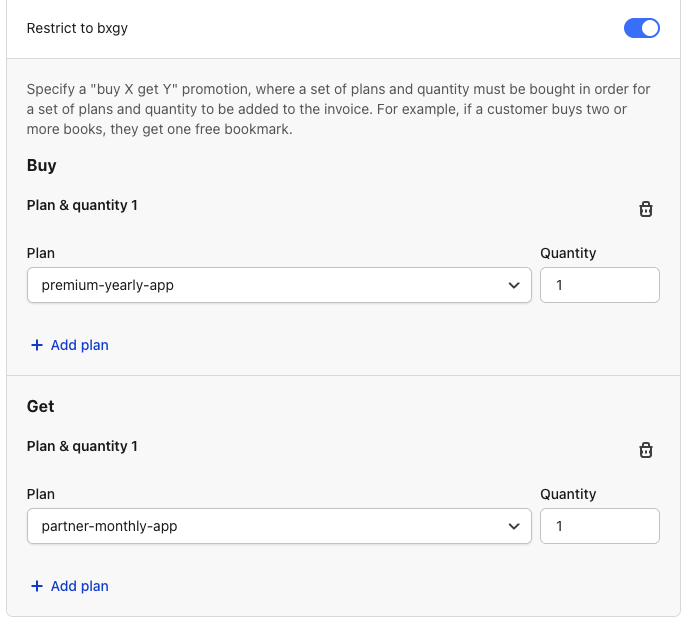 Restrict to bxgy
Specify a "buy X get Y" promotion, where a set of plans and quantity must be bought in order for
a set of plans and quantity to be added to the invoice. For example, if a customer buys two or
more books, they get one free bookmark.
Buy
Plan & quantity 1
Plan Quantity
premium-yearly-app 1
+ Add plan
Get
Plan & quantity 1
Plan Quantity
partner-monthly-app 1
+ Add plan